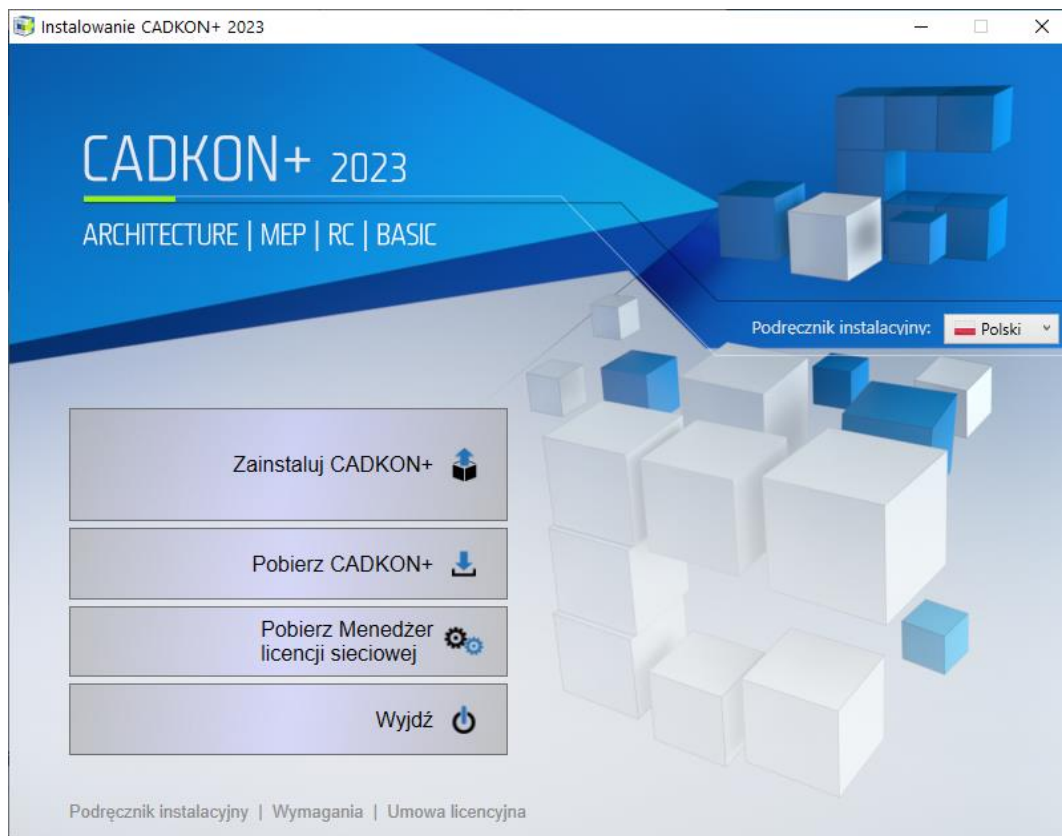 Instalowanie CADKON+ 2023
CADKON+ 2023
ARCHITECTURE | MEP | RC | BASIC
Podręcznik instalacyjny: Polski
Zainstaluj CADKON+
Pobierz CADKON+
Pobierz Menedżer
licencji sieciowej
Wyjdź
Podręcznik instalacyjny | Wymagania | Umowa licencyjna